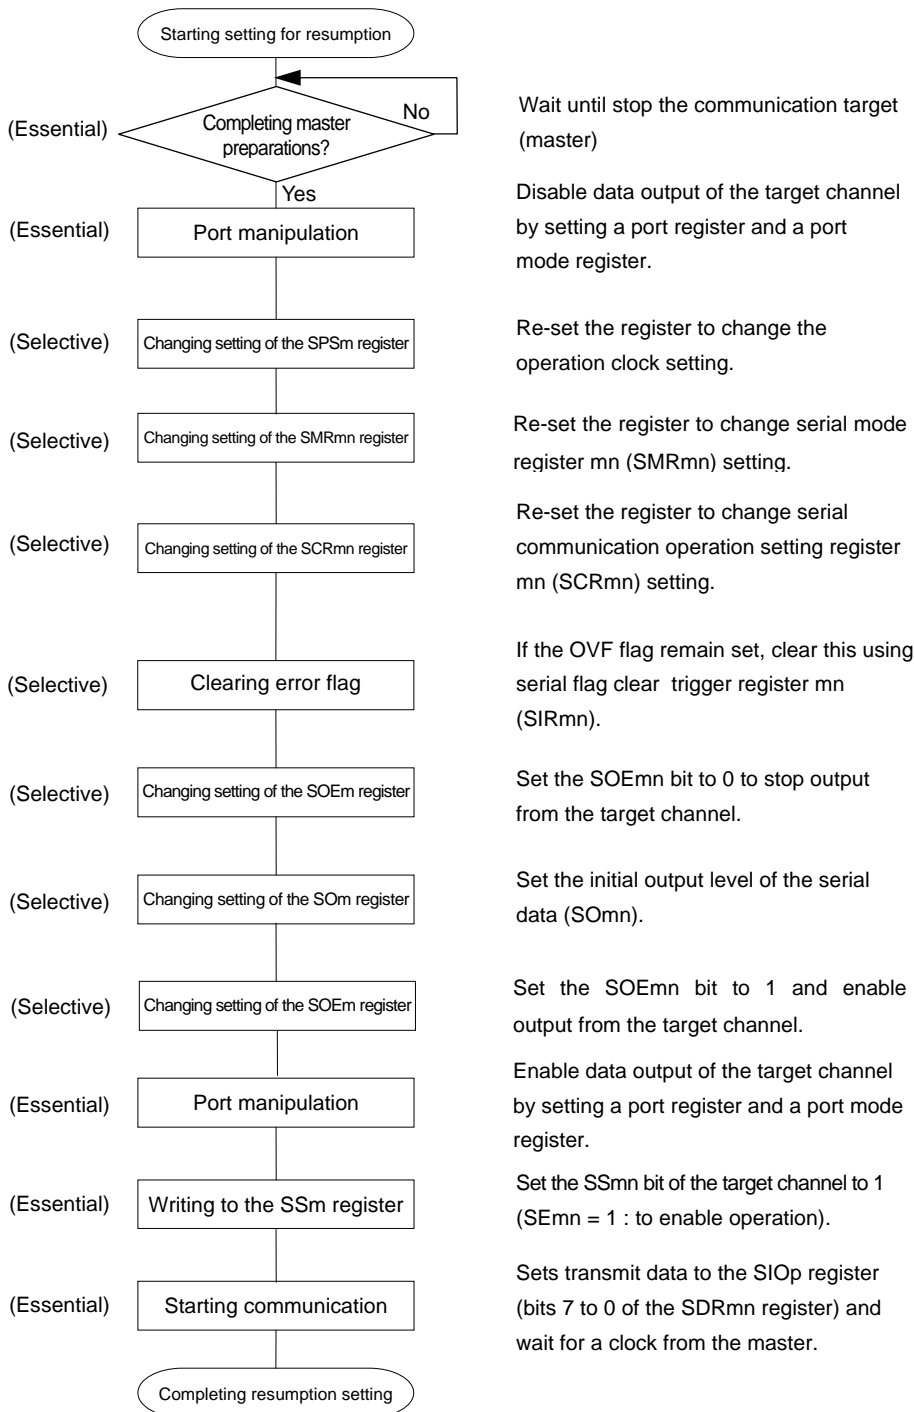 Starting setting for resumption
No
(Essential)
Completing master
preparations?
Wait until stop the communication target
(master)
Yes
(Essential)
Port manipulation
Disable data output of the target channel
by setting a port register and a port
mode register.
(Selective)
Changing setting of the SPSm register
Re-set the register to change the
operation clock setting.
(Selective)
Changing setting of the SMRmn register
Re-set the register to change serial mode
register mn (SMRmn) setting.
(Selective)
Changing setting of the SCRmn register
Re-set the register to change serial
communication operation setting register
mn (SCRmn) setting.
(Selective)
Clearing error flag
If the OVF flag remain set, clear this using
serial flag clear trigger register mn
(SIRmn).
(Selective)
Changing setting of the SOEm register
Set the SOEmn bit to 0 to stop output
from the target channel.
(Selective)
Changing setting of the SOm register
Set the initial output level of the serial
data (SOmn).
(Selective)
Changing setting of the SOEm register
Set the SOEmn bit to 1 and enable
output from the target channel.
(Essential)
Port manipulation
Enable data output of the target channel
by setting a port register and a port mode
register.
(Essential)
Writing to the SSm register
Set the SSmn bit of the target channel to 1
(SEmn = 1 : to enable operation).
(Essential)
Starting communication
Sets transmit data to the SIOp register
(bits 7 to 0 of the SDRmn register) and
wait for a clock from the master.
Completing resumption setting